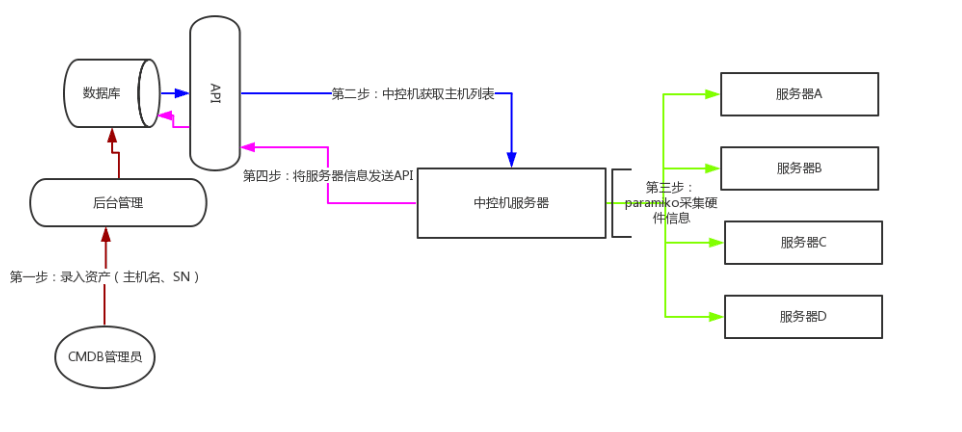 数据库
API
第二步：中控机获取主机列表
服务器A
服务器B
第四步：将服务器信息发送API
后台管理
中控机服务器
第三步：
paramiko采集硬
件信息
服务器C
第一步：录入资产（主机名、SN）
服务器D
CMDB管理员